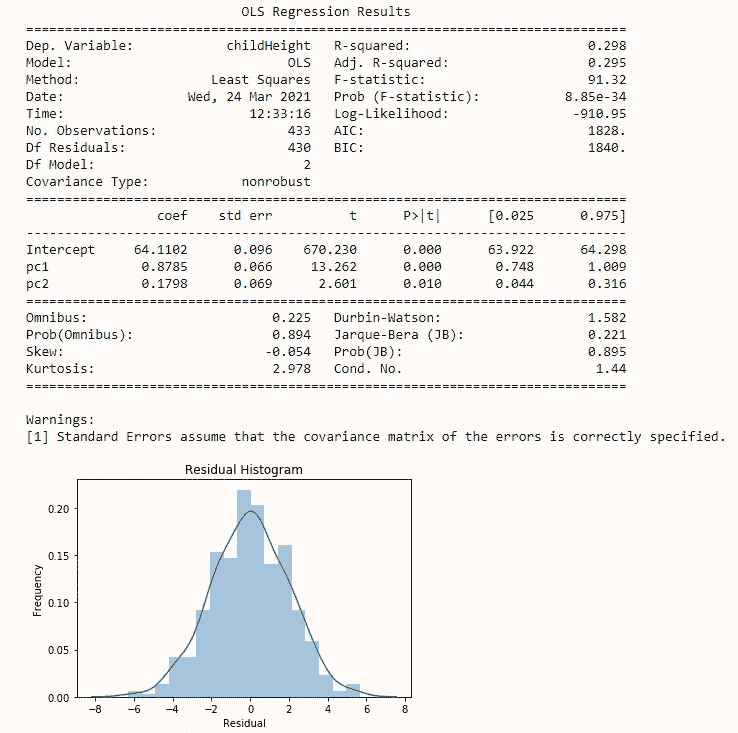 OLS Regression Results
==============================================================================
Dep. Variable: childHeight R-squared: 0.298
Model: OLS Adj. R-squared: 0.295
Method: Least Squares F-statistic: 91.32
Date: Wed, 24 Mar 2021 Prob (F-statistic): 8.85e-34
Time: 12:33:16 Log-Likelihood: -910.95
No. Observations: 433 AIC: 1828.
Df Residuals: 430 BIC: 1840.
Df Model: 2
Covariance Type: nonrobust
==============================================================================
coef std err t P>|t| [0.025 0.975]
------------------------------------------------------------------------------
Intercept 64.1102 0.096 670.230 0.000 63.922 64.298
pc1 0.8785 0.066 13.262 0.000 0.748 1.009
pc2 0.1798 0.069 2.601 0.010 0.044 0.316
==============================================================================
Omnibus: 0.225 Durbin-Watson: 1.582
Prob(Omnibus): 0.894 Jarque-Bera (JB): 0.221
Skew: -0.054 Prob(JB): 0.895
Kurtosis: 2.978 Cond. No. 1.44
==============================================================================
Warnings:
[1] Standard Errors assume that the covariance matrix of the errors is correctly specified.
Residual Histogram
Frequency
0.20
0.15
0.10
0.05
0.00
−8 −6 −4 −2 0 2 4 6 8
Residual